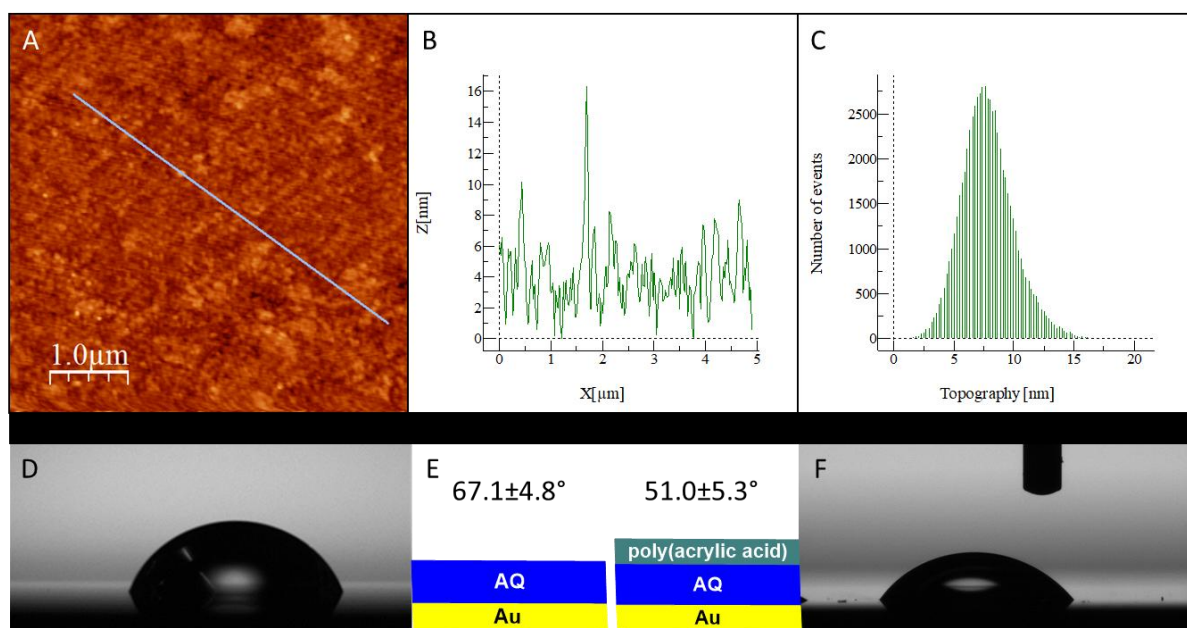 A
1.0µm
B
Z[nm]
16
14
12
10
8
6
4
2
0
0
1
2
3
4
5
X[µm]
C
Number of events
2500
2000
1500
1000
500
0
0
5
10
15
20
Topography [nm]
D
E
67.1±4.8°
51.0±5.3°
poly(acrylic acid)
AQ
AQ
Au
Au
F